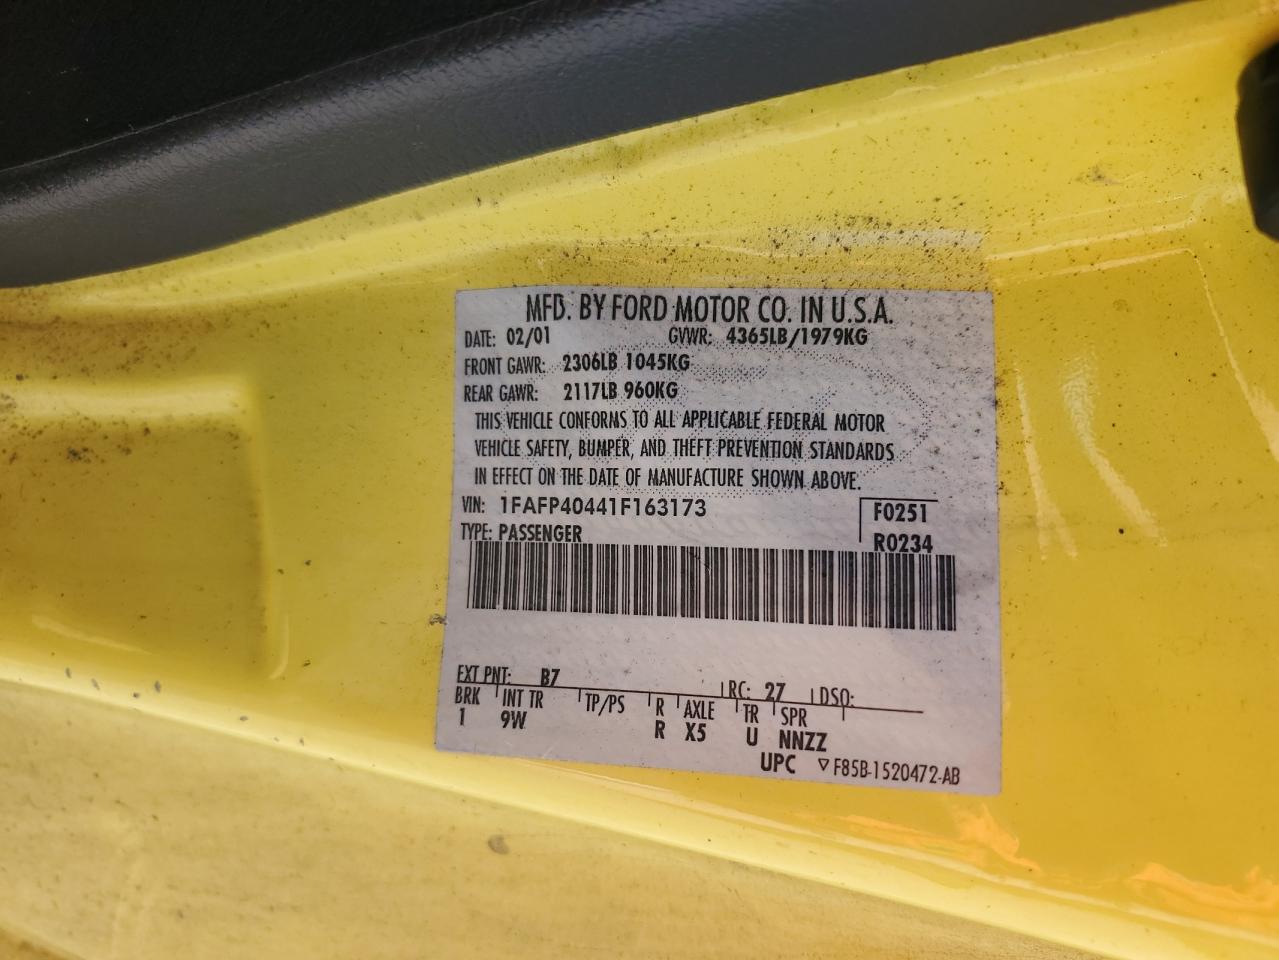 MFD. BY FORD MOTOR CO. IN U.S.A.
DATE: 02/01 GVWR: 4365LB/1979KG
FRONT GAWR: 2306LB 1045KG
REAR GAWR: 2117LB 960KG
THIS VEHICLE CONFORMS TO ALL APPLICABLE FEDERAL MOTOR
VEHICLE SAFETY, BUMPER, AND THEFT PREVENTION STANDARDS
IN EFFECT ON THE DATE OF MANUFACTURE SHOWN ABOVE.
VIN: 1FAFP40441F163173 F0251
TYPE: PASSENGER R0234
EXT PNT: B7 RC: 27 DSO:
BRK INT TR TP/PS R AXLE TR SPR
1 9W R X5 U NNZZ
UPC ▽F85B-1520472-AB